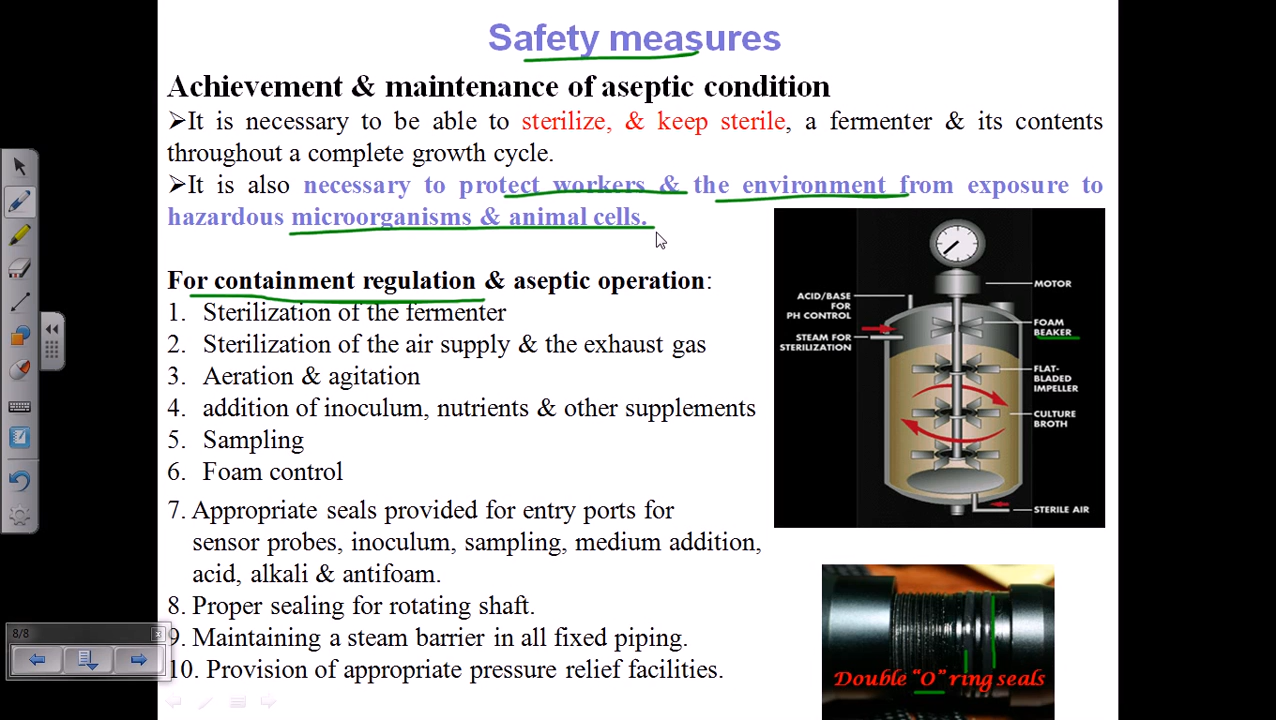 Safety measures
Achievement & maintenance of aseptic condition
➢It is necessary to be able to sterilize, & keep sterile, a fermenter & its contents
throughout a complete growth cycle.
➢It is also necessary to protect workers & the environment from exposure to
hazardous microorganisms & animal cells.
For containment regulation & aseptic operation:
1. Sterilization of the fermenter
2. Sterilization of the air supply & the exhaust gas
3. Aeration & agitation
4. addition of inoculum, nutrients & other supplements
5. Sampling
6. Foam control
7. Appropriate seals provided for entry ports for
sensor probes, inoculum, sampling, medium addition,
acid, alkali & antifoam.
8. Proper sealing for rotating shaft.
9. Maintaining a steam barrier in all fixed piping.
10. Provision of appropriate pressure relief facilities.
ACID/BASE
FOR
PH CONTROL
STEAM FOR
STERILIZATION
MOTOR
FOAM
BEAKER
FLAT-
BLADED
IMPELLER
CULTURE
BROTH
STERILE AIR
Double "O" ring seals
8/8